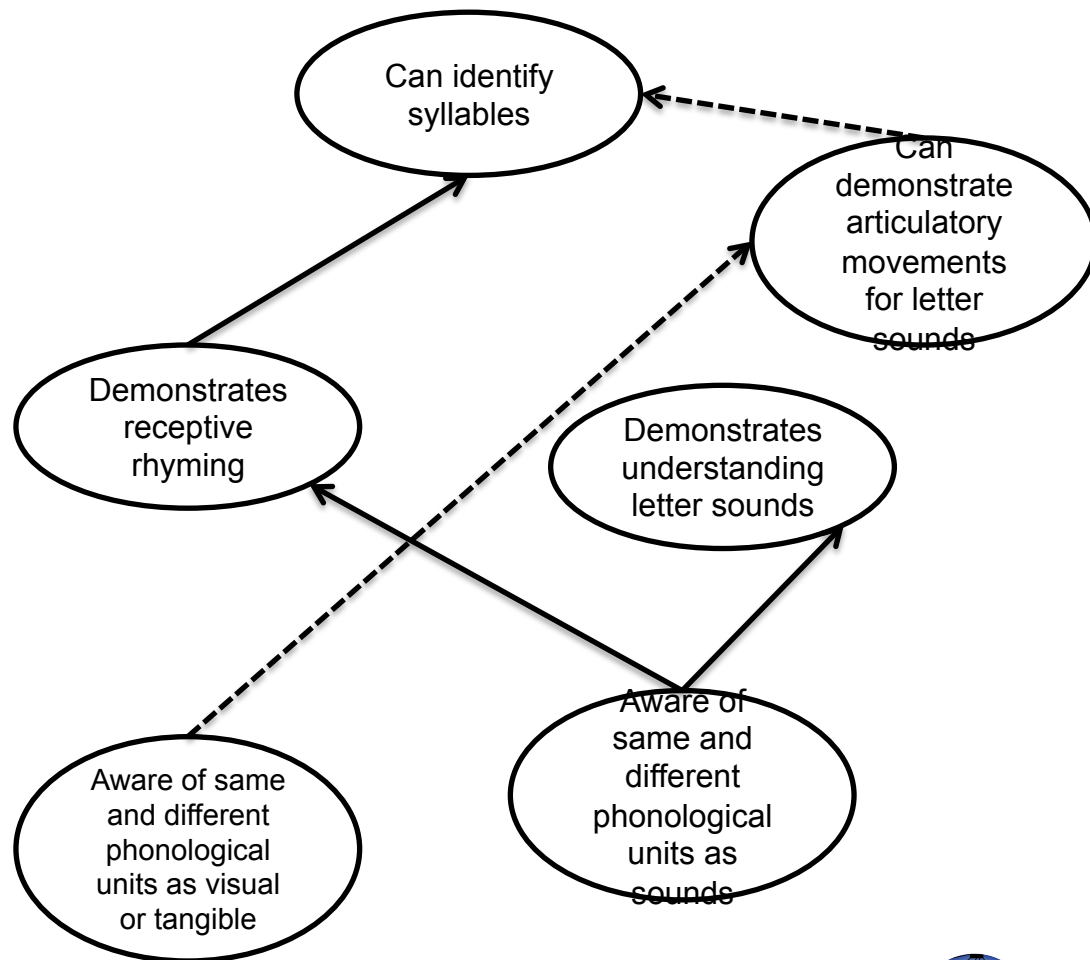 Can identify
syllables
Can
demonstrate
articulatory
movements
for letter
sounds
Demonstrates
receptive
rhyming
Demonstrates
understanding
letter sounds
Aware of same
and different
phonological
units as visual
or tangible
Aware of
same and
different
phonological
units as
sounds